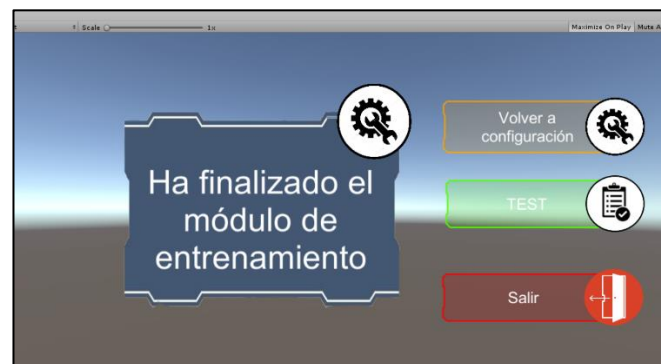 Scale 1x Maximize On Play Mute A
Ha finalizado el
módulo de
entrenamiento
Volver a
configuración
TEST
Salir